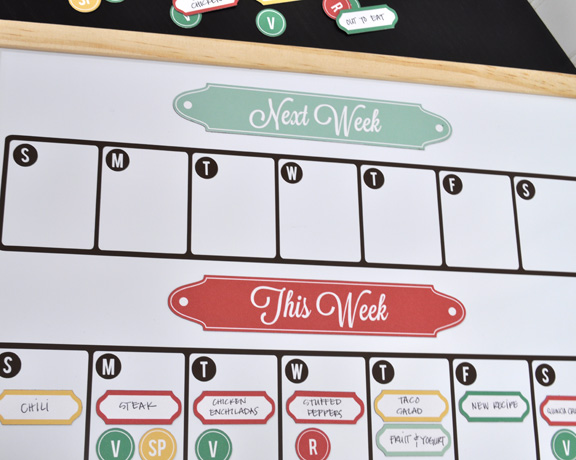 CHICKEN
V
R
OUT TO EAT
Next Week
S M T W T F S
This Week
S M T W T F S
CHILI
STEAK
CHICKEN
ENCHILADAS
STUFFED
PEPPERS
TACO
SALAD
NEW RECIPE
FRUIT & YOGURT
V SP V R V